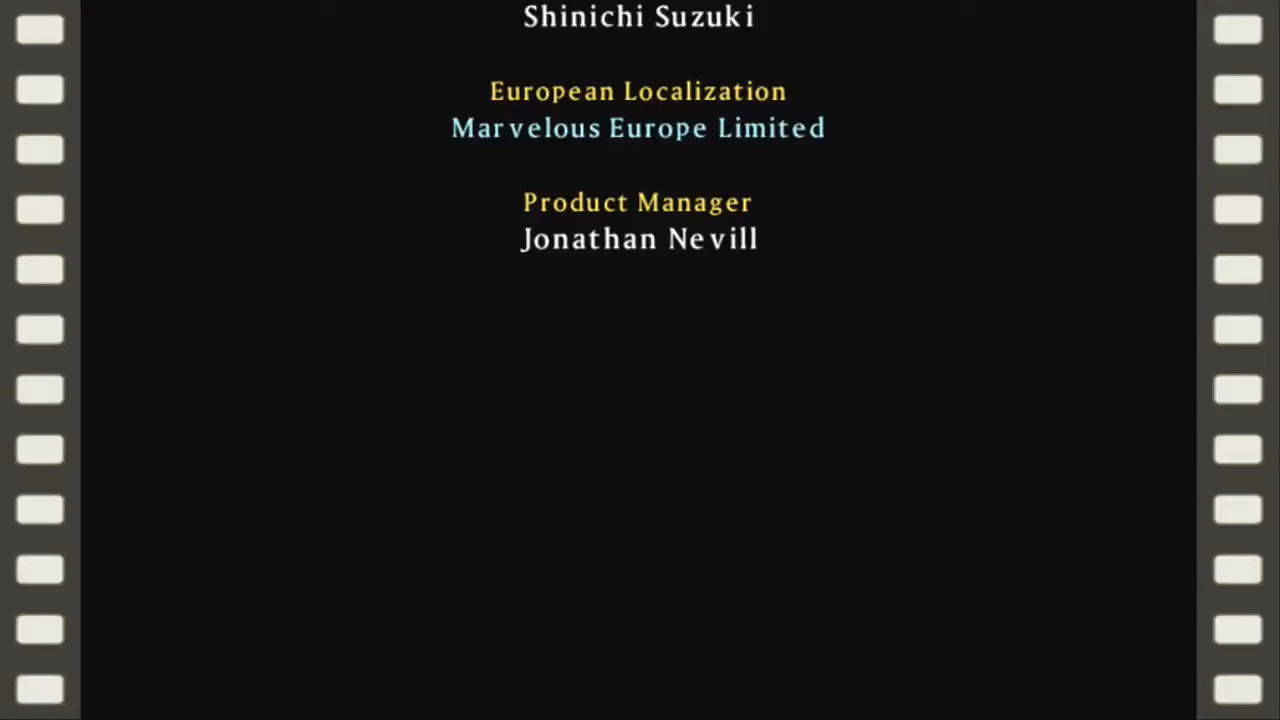 Shinichi Suzuki
European Localization
Marvelous Europe Limited
Product Manager
Jonathan Nevill